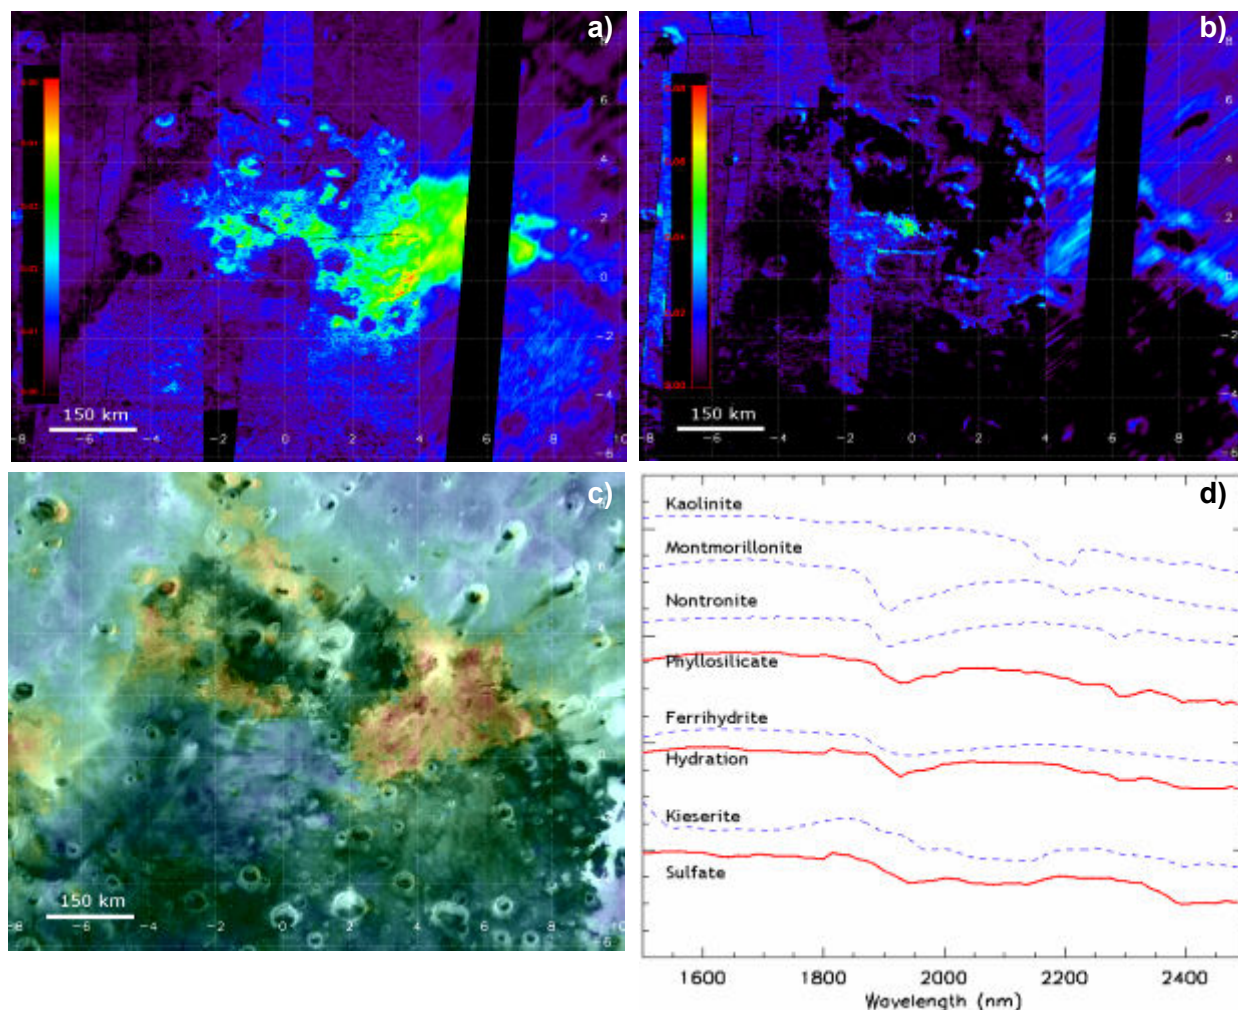 a)
8
6
4
2
0
-2
-4
150 km
-8 -4 -2 0 2 4 6 8 10
b)
8
6
4
2
0
-2
-4
-6
150 km
-8 -6 -4 -2 0 2 4 6 8
c)
150 km
-8 -4 -2 0 2 4 6 8
-6
d)
Kaolinite
Montmorillonite
Nontronite
Phyllosilicate
Ferrihydrite
Hydration
Kieserite
Sulfate
1600 1800 2000 2200 2400
Wavelength (nm)